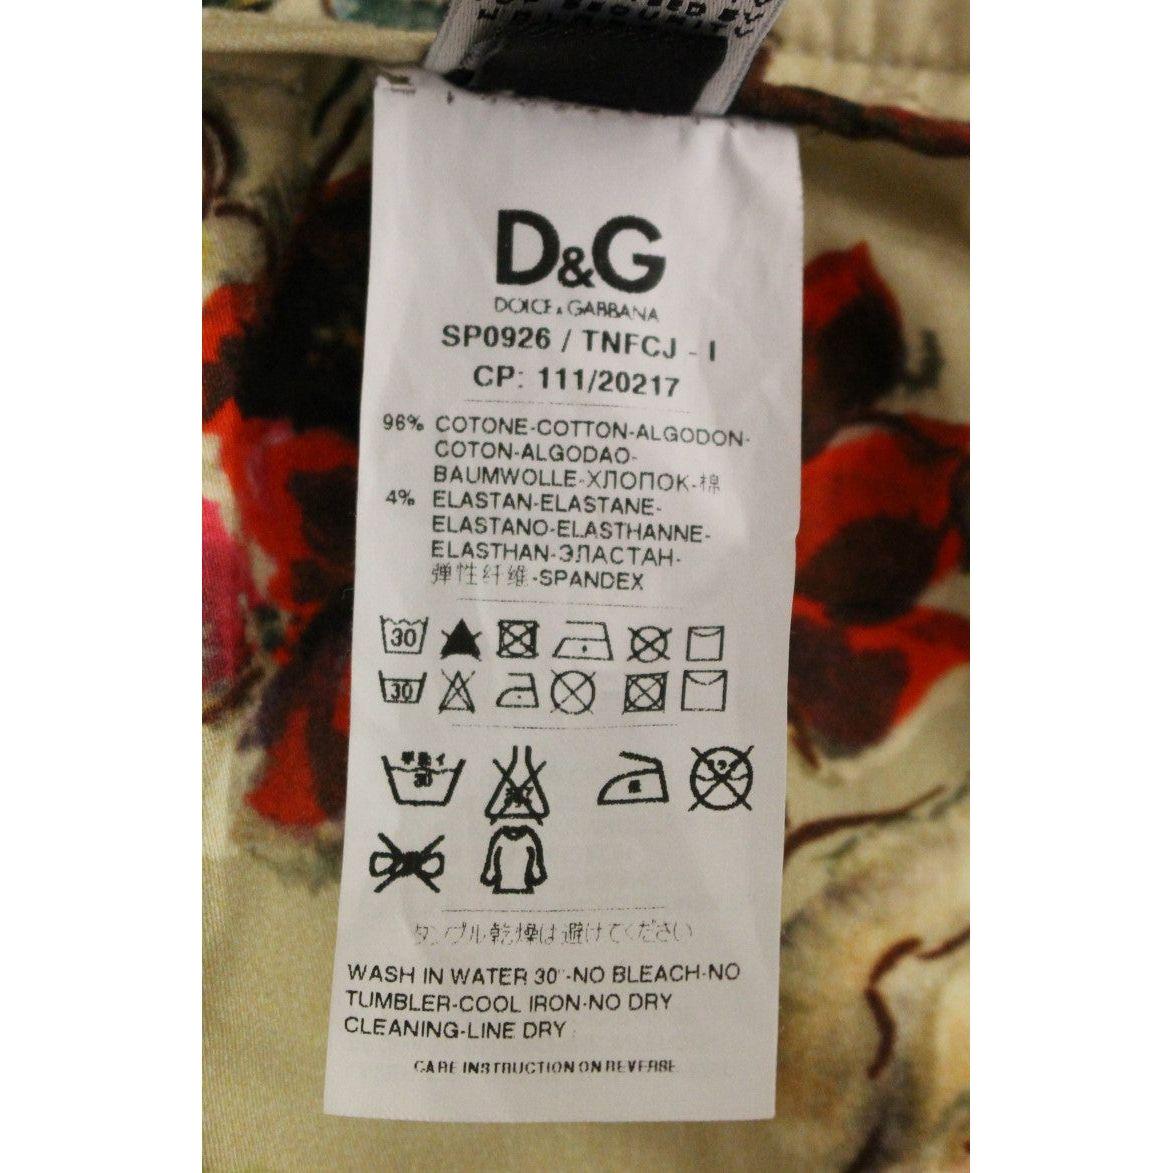 D&G
DOLCE & GABBANA
SP0926 / TNFCJ - I
CP: 111/20217
96% COTONE-COTTON-ALGODON-
COTON-ALGODAO-
BAUMWOLLE-ХЛОПОК-棉
4% ELASTAN-ELASTANE-
ELASTANO-ELASTHANNE-
ELASTHAN-ЭЛАСТАН-
弹性纤维-SPANDEX
30
30
30
タンブル乾燥は避けてください
WASH IN WATER 30°-NO BLEACH-NO
TUMBLER-COOL IRON-NO DRY
CLEANING-LINE DRY
CARE INSTRUCTION ON REVERSE